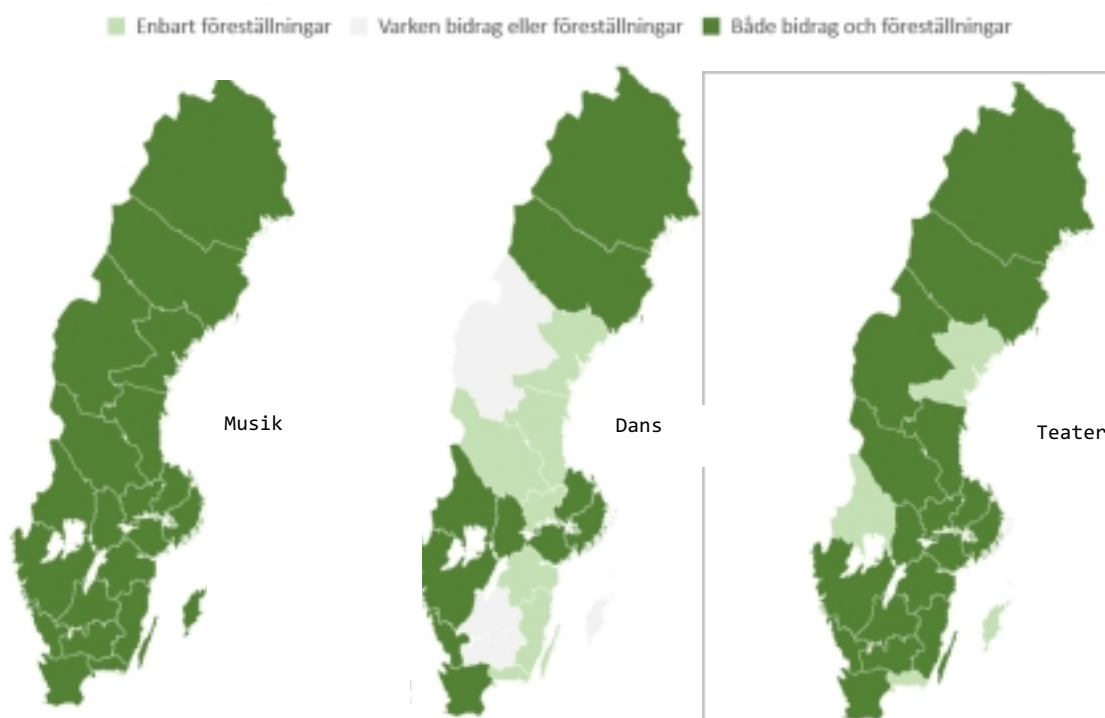 Enbart föreställningar Varken bidrag eller föreställningar Både bidrag och föreställningar
Musik
Dans
Teater